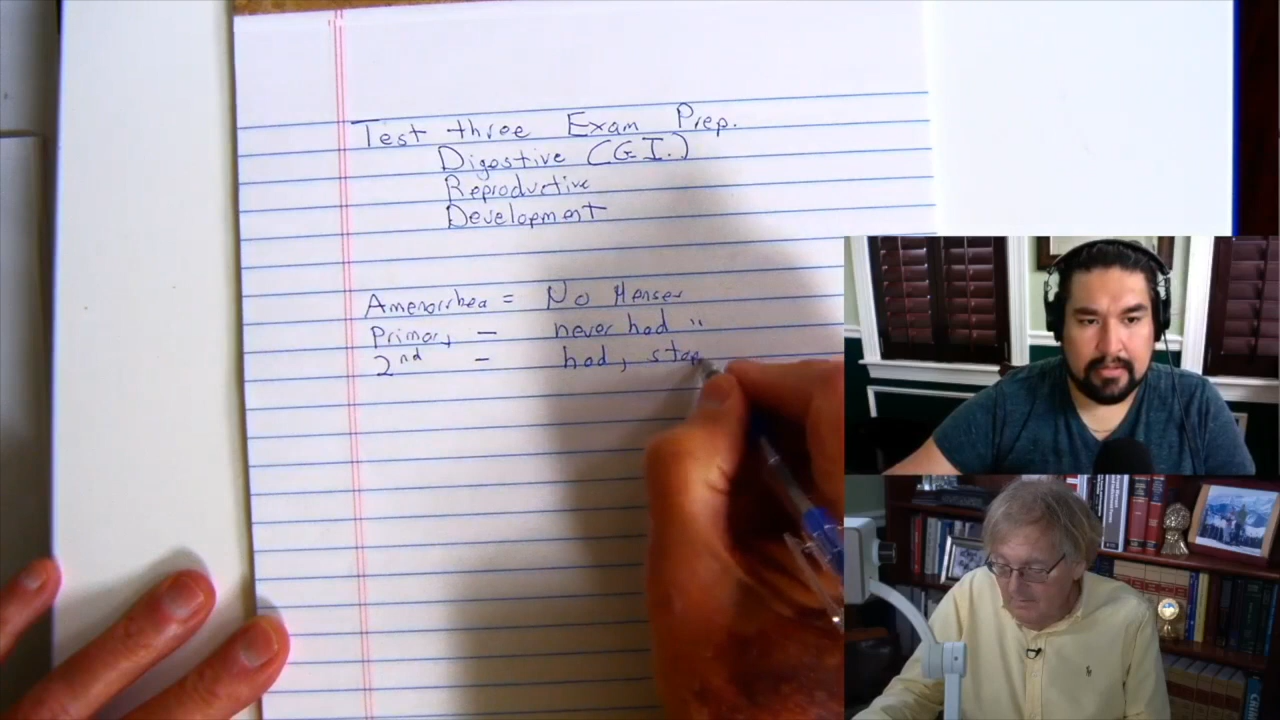 Test three Exam Prep.
Digestive (G.I.)
Reproductive
Development
Amenorrhea = No Menses
Primary - never had "
2nd - had, stop